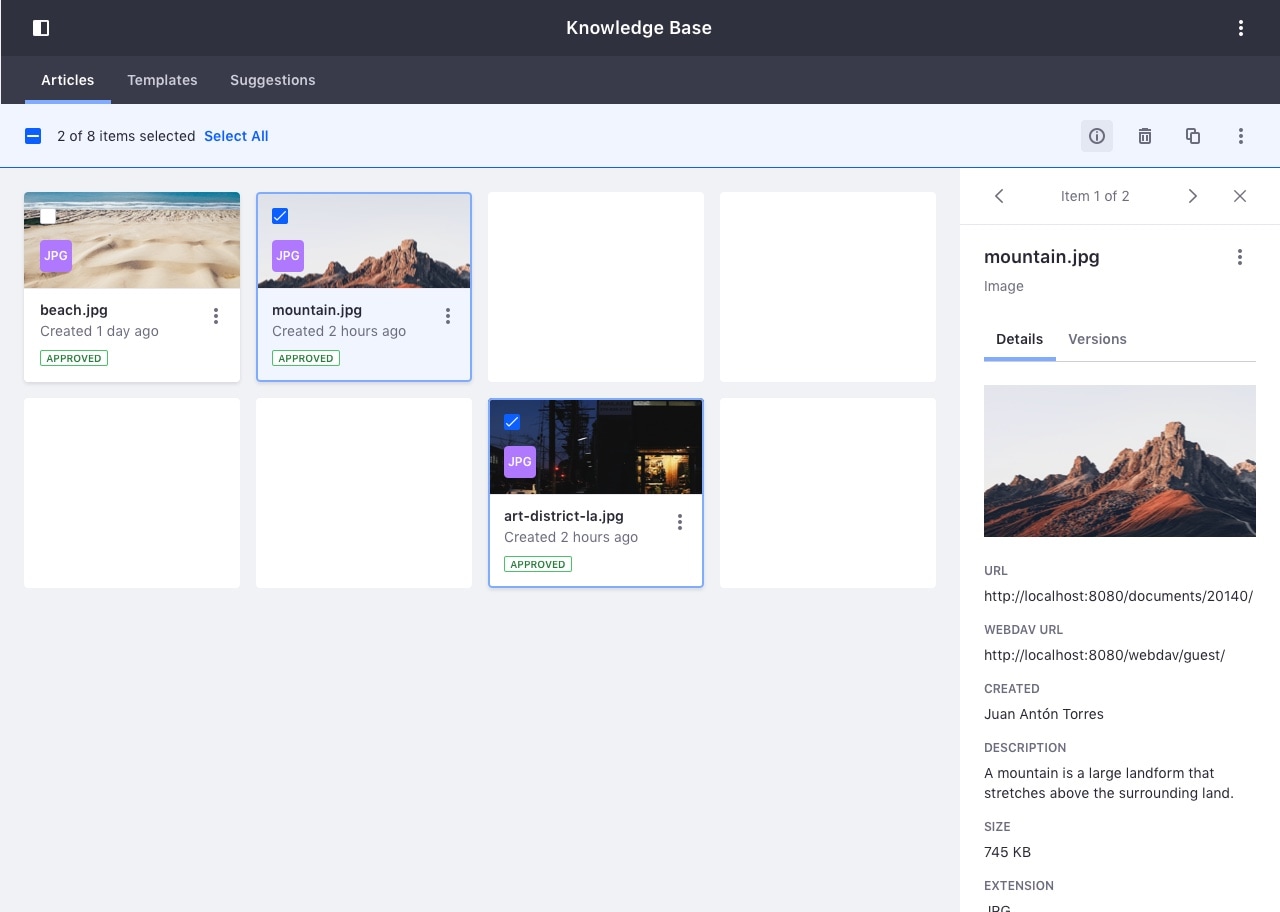 Knowledge Base
Articles Templates Suggestions
2 of 8 items selected Select All
Item 1 of 2
JPG
beach.jpg
Created 1 day ago
APPROVED
JPG
mountain.jpg
Created 2 hours ago
APPROVED
JPG
art-district-la.jpg
Created 2 hours ago
APPROVED
mountain.jpg
Image
Details Versions
URL
http://localhost:8080/documents/20140/
WEBDAV URL
http://localhost:8080/webdav/guest/
CREATED
Juan Antón Torres
DESCRIPTION
A mountain is a large landform that
stretches above the surrounding land.
SIZE
745 KB
EXTENSION
JPG